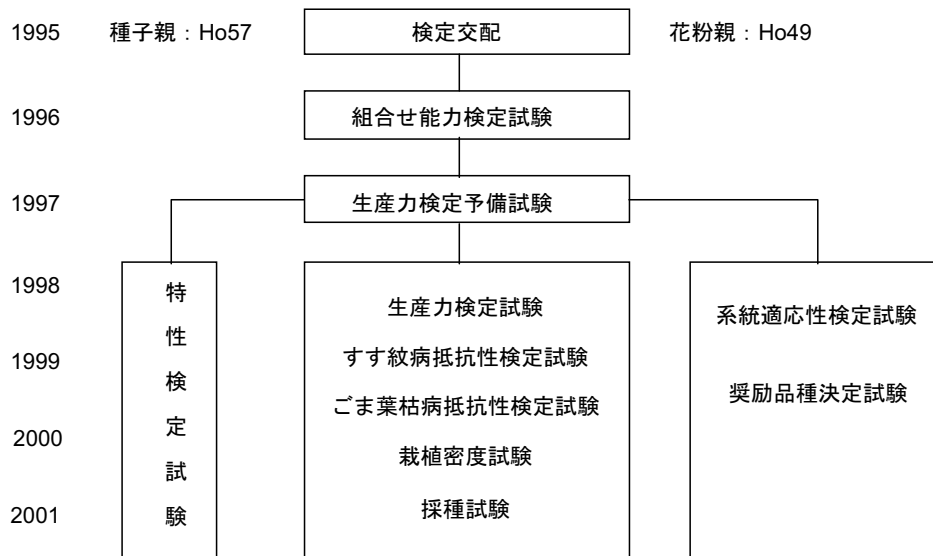 1995 種子親：Ho57 検定交配 花粉親：Ho49
1996 組合せ能力検定試験
1997 生産力検定予備試験
1998
1999
2000
2001
特性検定試験
生産力検定試験
すす紋病抵抗性検定試験
ごま葉枯病抵抗性検定試験
栽植密度試験
採種試験
系統適応性検定試験
奨励品種決定試験